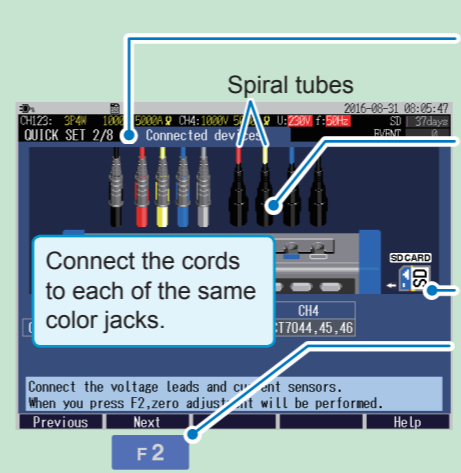 Spiral tubes
2016-08-31 08:05:47
CH123: 3P4W 1000V 5000A CH4:1000V 5000A U:230V f:50Hz SD 37days
QUICK SET 2/8 Connected devices EVENT 0
SD CARD
SD
Connect the cords
to each of the same
color jacks.
CH4
CT7044,45,46
Connect the voltage leads and current sensors.
When you press F2,zero adjustment will be performed.
Previous Next Help
F 2